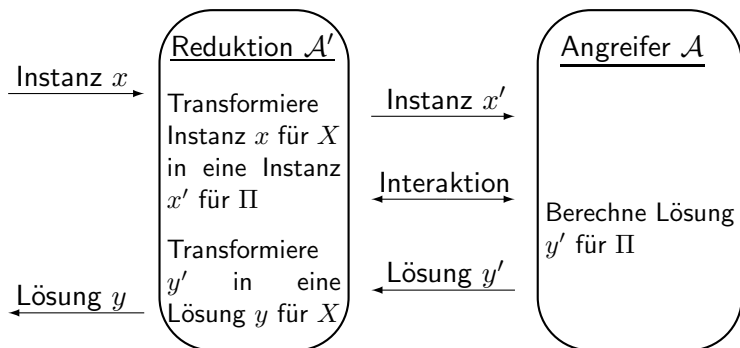 Reduktion 𝒜′
Angreifer 𝒜
Instanz x
Transformiere
Instanz x für X
in eine Instanz
x′ für Π
Instanz x′
Interaktion
Berechne Lösung
y′ für Π
Transformiere
y′ in eine
Lösung y für X
Lösung y′
Lösung y